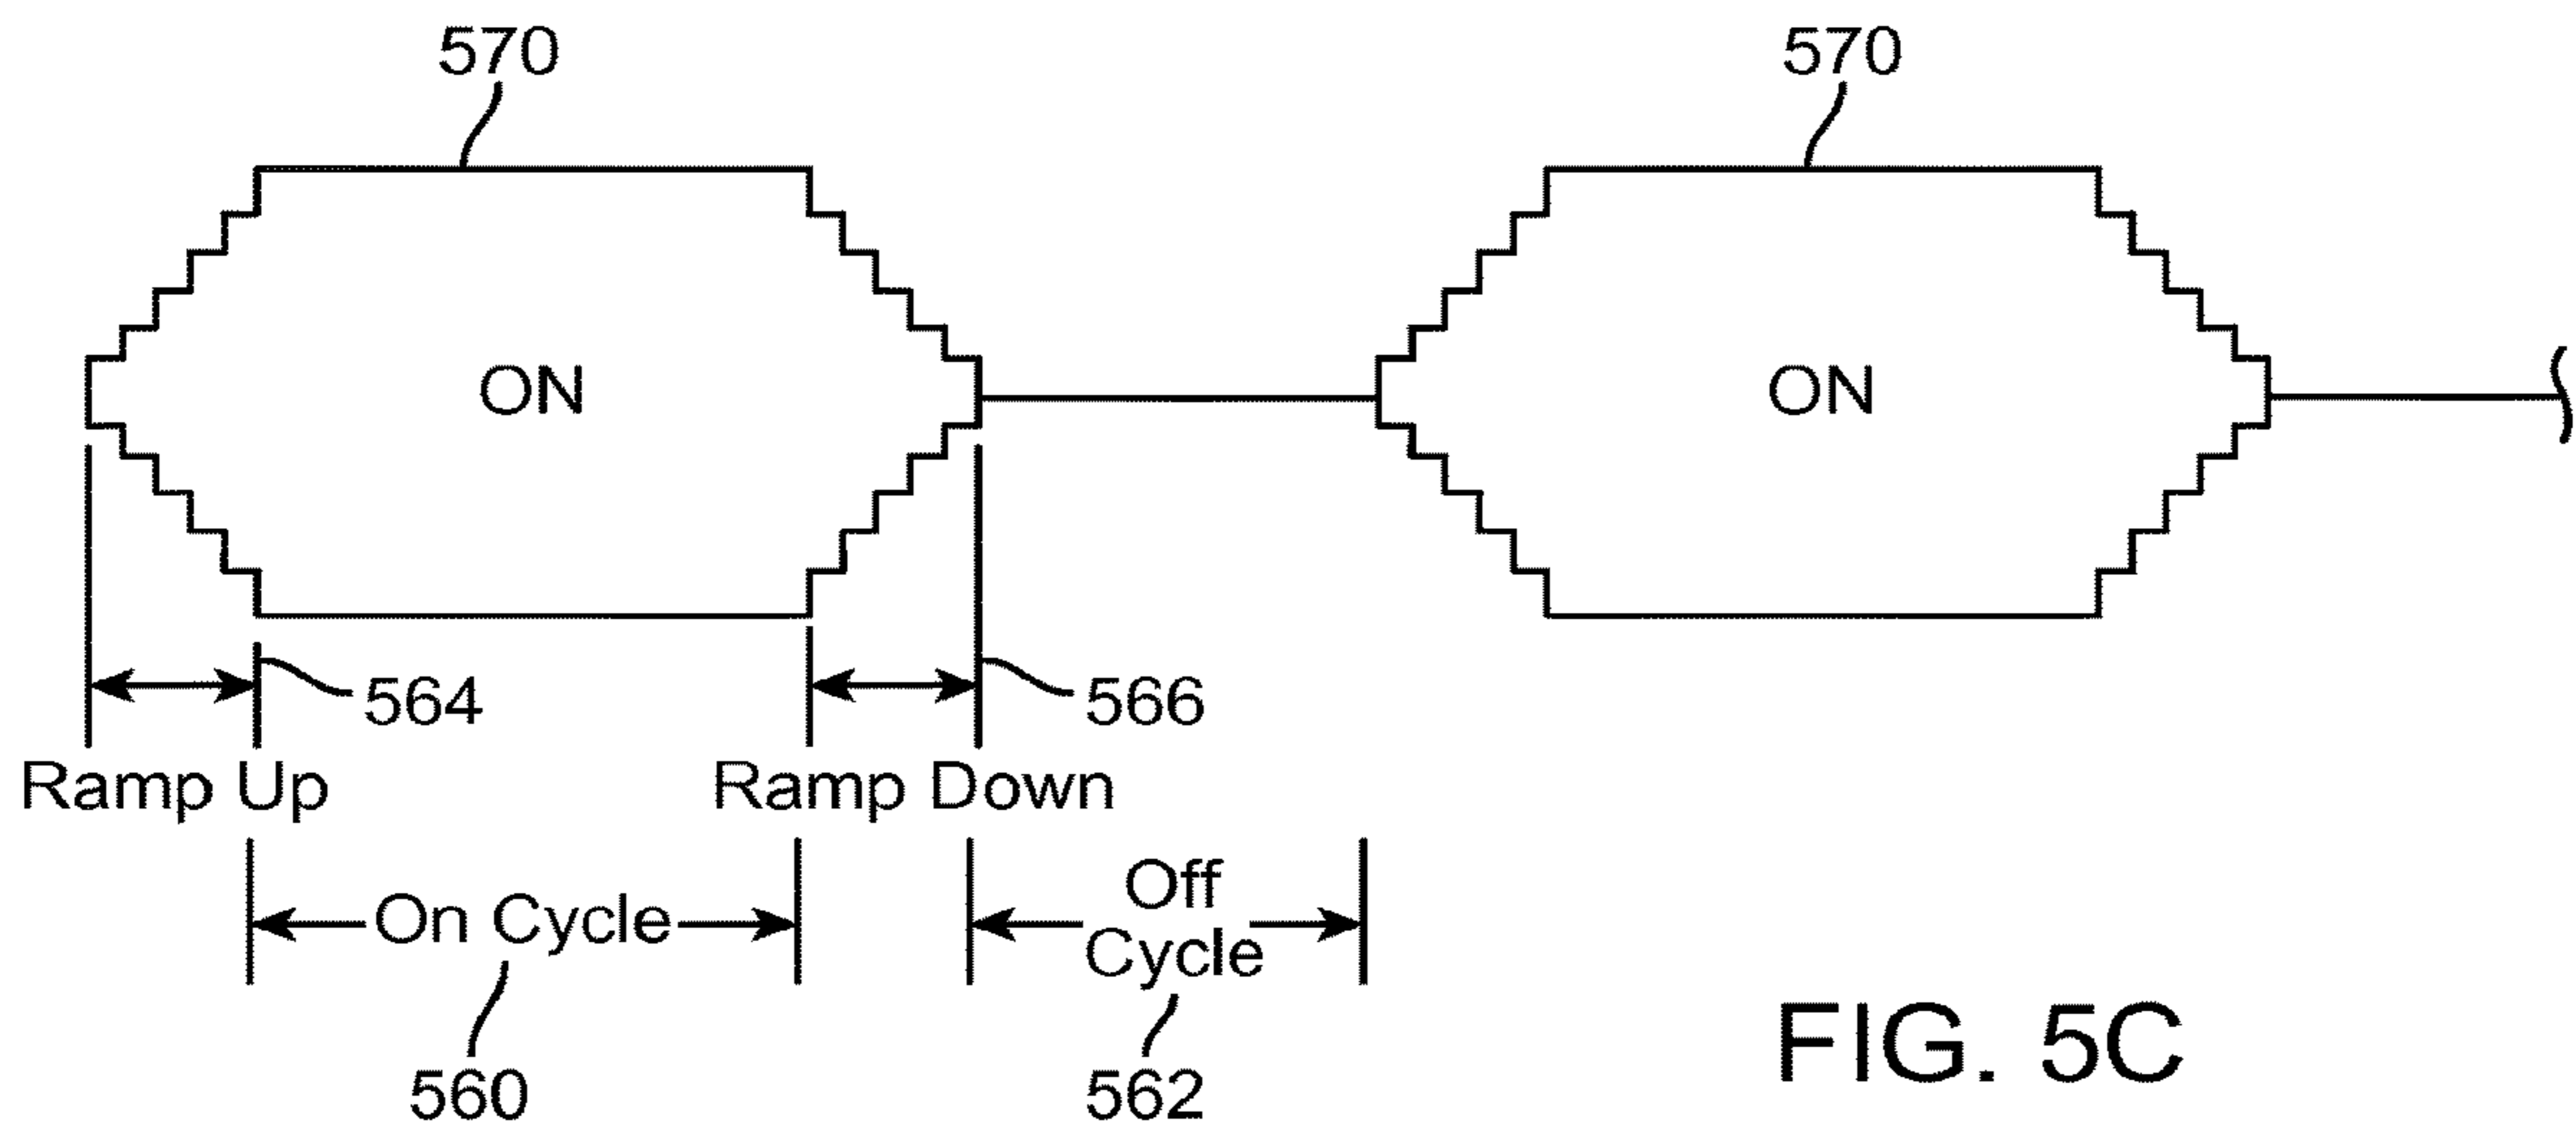 570
570
ON
ON
564
566
Ramp Up
Ramp Down
On Cycle
Off
Cycle
560
562
FIG. 5C